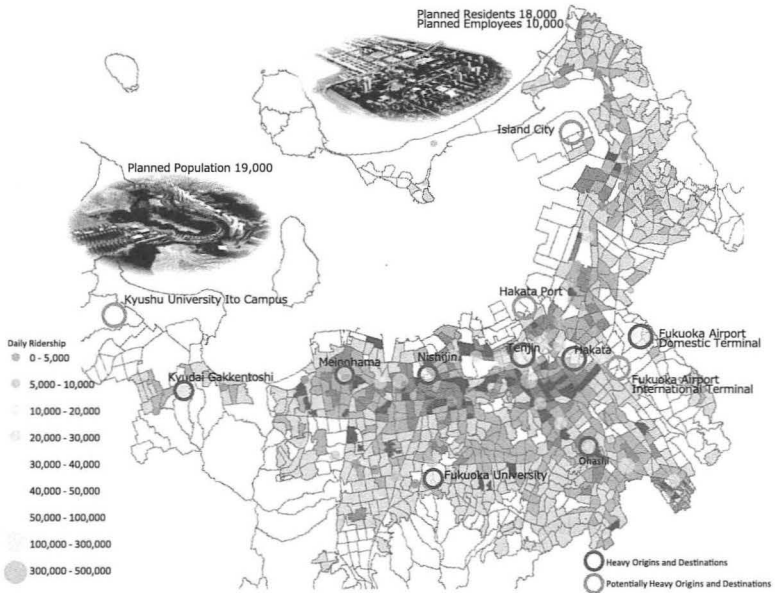 Planned Residents 18,000
Planned Employees 10,000
Island City
Planned Population 19,000
Kyushu University Ito Campus
Hakata Port
Fukuoka Airport
Domestic Terminal
Tenjin
Hakata
Nishijin
Meinohama
Kyudai Gakkentoshi
Fukuoka Airport
International Terminal
Ohashi
Fukuoka University
Daily Ridership
0 - 5,000
5,000 - 10,000
10,000 - 20,000
20,000 - 30,000
30,000 - 40,000
40,000 - 50,000
50,000 - 100,000
100,000 - 300,000
300,000 - 500,000
Heavy Origins and Destinations
Potentially Heavy Origins and Destinations